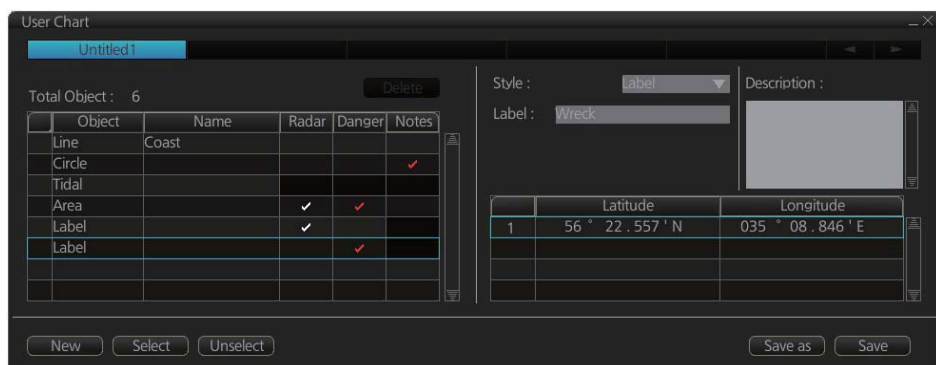 User Chart
Untitled1
Total Object : 6
Delete
Object Name Radar Danger Notes
Line Coast
Circle
Tidal
Area
Label
Label
Style : Label
Label : Wreck
Description :
Latitude Longitude
1 56 ° 22 . 557 ' N 035 ° 08 . 846 ' E
New Select Unselect
Save as Save